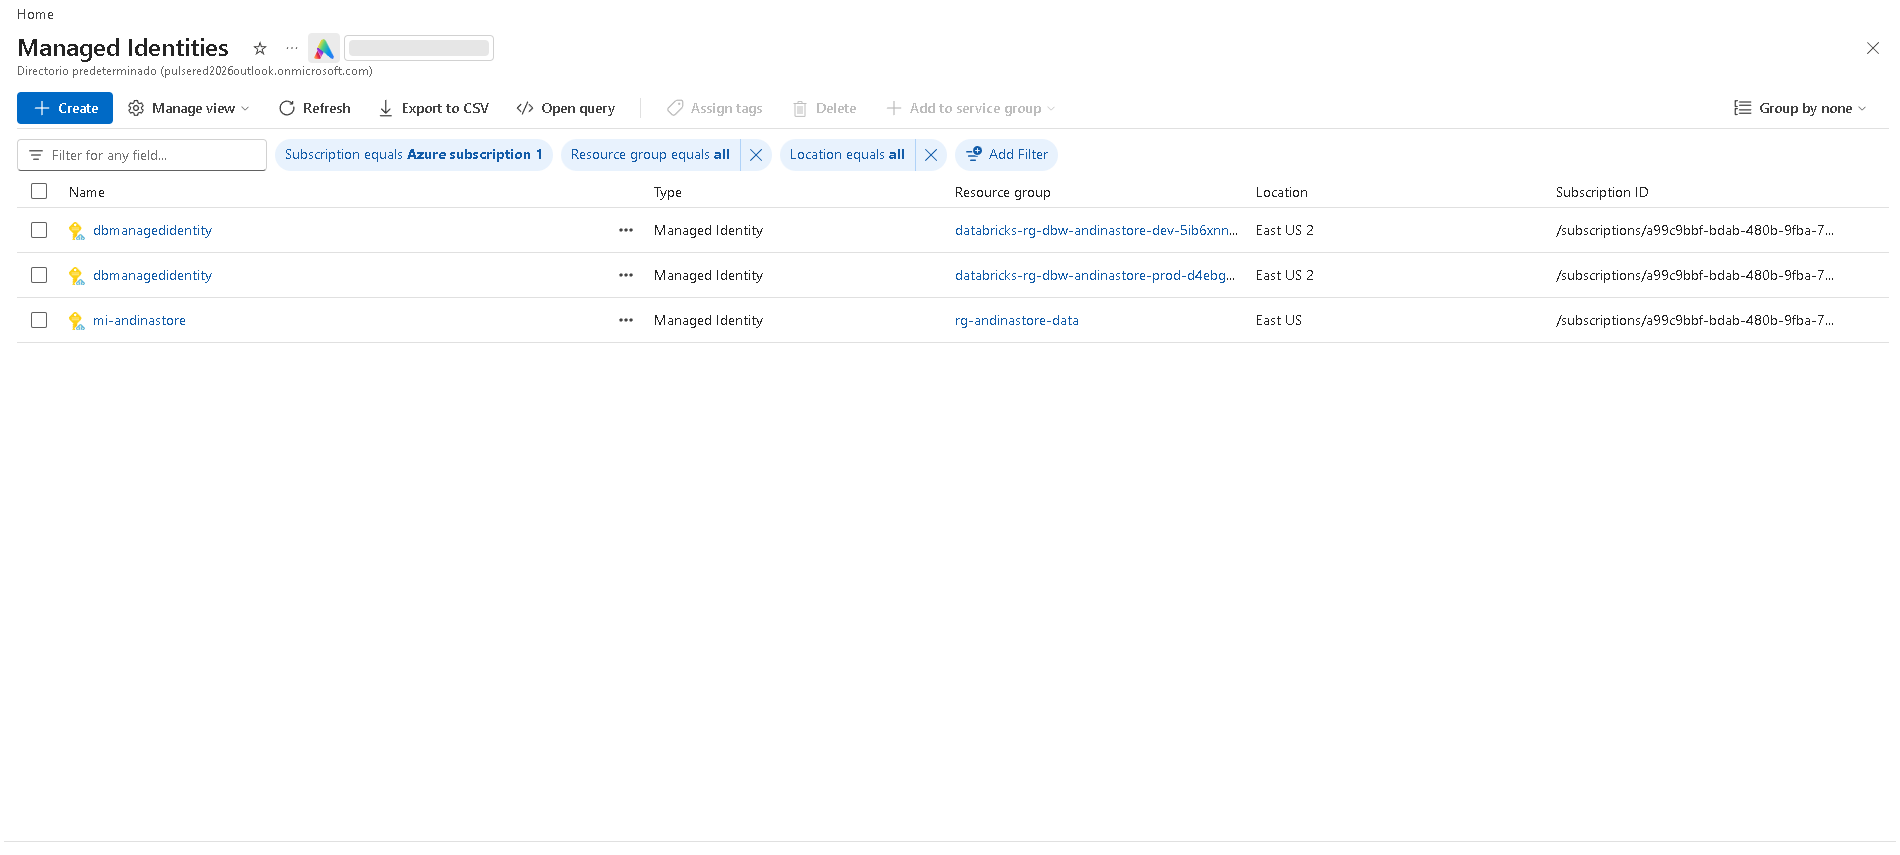 Home
Managed Identities
Directorio predeterminado (pulsered2026outlook.onmicrosoft.com)
Create Manage view Refresh Export to CSV Open query Assign tags Delete Add to service group Group by none
Filter for any field... Subscription equals Azure subscription 1 Resource group equals all Location equals all Add Filter
Name Type Resource group Location Subscription ID
dbmanagedidentity Managed Identity databricks-rg-dbw-andinastore-dev-5ib6xnn... East US 2 /subscriptions/a99c9bbf-bdab-480b-9fba-7...
dbmanagedidentity Managed Identity databricks-rg-dbw-andinastore-prod-d4ebg... East US 2 /subscriptions/a99c9bbf-bdab-480b-9fba-7...
mi-andinastore Managed Identity rg-andinastore-data East US /subscriptions/a99c9bbf-bdab-480b-9fba-7...